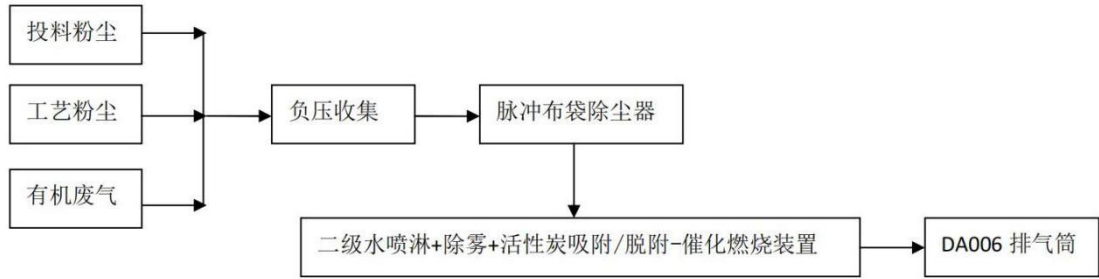 投料粉尘
工艺粉尘
负压收集
脉冲布袋除尘器
有机废气
二级水喷淋+除雾+活性炭吸附/脱附-催化燃烧装置
DA006 排气筒